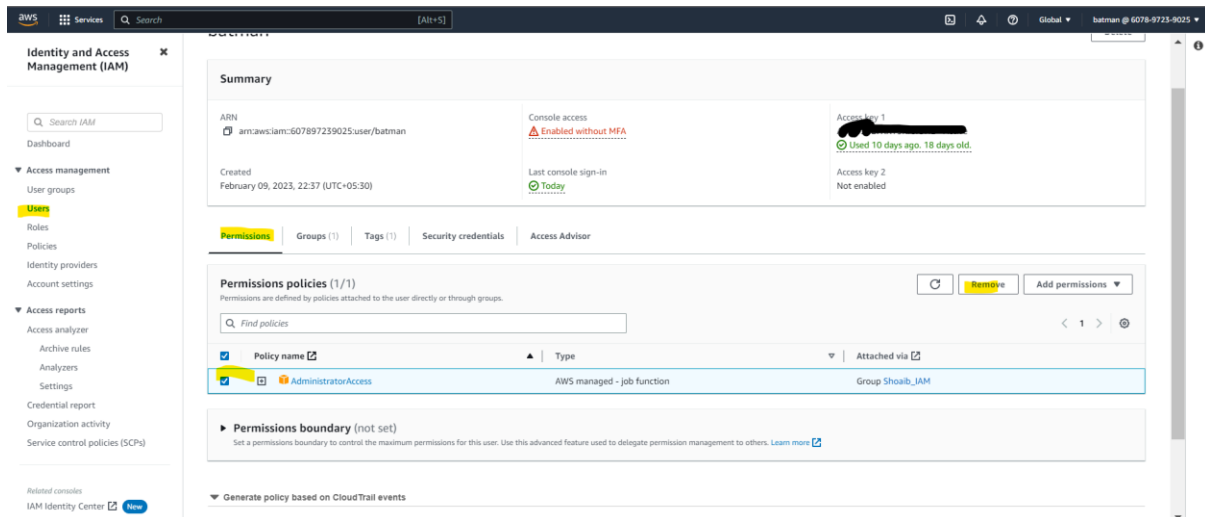 aws Services Search [Alt+S] Global ▼ batman @ 6078-9723-9025 ▼
Identity and Access Management (IAM)
Search IAM
Dashboard
Access management
User groups
Users
Roles
Policies
Identity providers
Account settings
Access reports
Access analyzer
Archive rules
Analyzers
Settings
Credential report
Organization activity
Service control policies (SCPs)
Related consoles
IAM Identity Center New
batman
Summary
ARN
arn:aws:iam::607897239025:user/batman
Console access
Enabled without MFA
Access key 1
Used 10 days ago. 18 days old.
Created
February 09, 2023, 22:37 (UTC+05:30)
Last console sign-in
Today
Access key 2
Not enabled
Permissions Groups (1) Tags (1) Security credentials Access Advisor
Permissions policies (1/1)
Permissions are defined by policies attached to the user directly or through groups.
Remove Add permissions ▼
Find policies
< 1 >
Policy name ▲ Type ▽ Attached via
AdministratorAccess AWS managed - job function Group Shoaib_IAM
Permissions boundary (not set)
Set a permissions boundary to control the maximum permissions for this user. Use this advanced feature used to delegate permission management to others. Learn more
Generate policy based on CloudTrail events